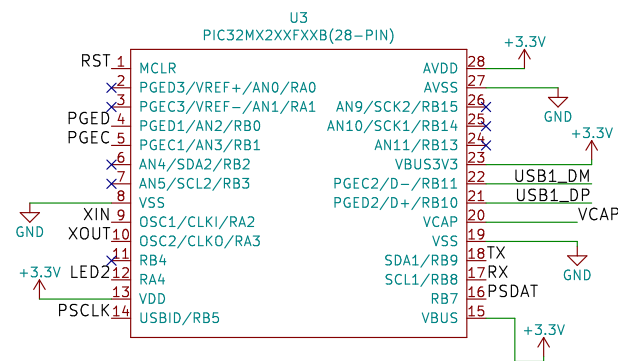 U3
PIC32MX2XXFXXB(28-PIN)
+3.3V
RST 1 MCLR AVDD 28
2 PGED3/VREF+/AN0/RA0 AVSS 27
3 PGEC3/VREF-/AN1/RA1 AN9/SCK2/RB15 26
GND
PGED 4 PGED1/AN2/RB0 AN10/SCK1/RB14 25
PGEC 5 PGEC1/AN3/RB1 AN11/RB13 24
+3.3V
6 AN4/SDA2/RB2 VBUS3V3 23
7 AN5/SCL2/RB3 PGEC2/D-/RB11 22 USB1_DM
8 VSS PGED2/D+/RB10 21 USB1_DP
XIN 9 OSC1/CLKI/RA2 VCAP 20 VCAP
GND
XOUT 10 OSC2/CLKO/RA3 VSS 19
11 RB4 SDA1/RB9 18 TX
GND
+3.3V
LED2 12 RA4 SCL1/RB8 17 RX
13 VDD RB7 16 PSDAT
PSCLK 14 USBID/RB5 VBUS 15
+3.3V